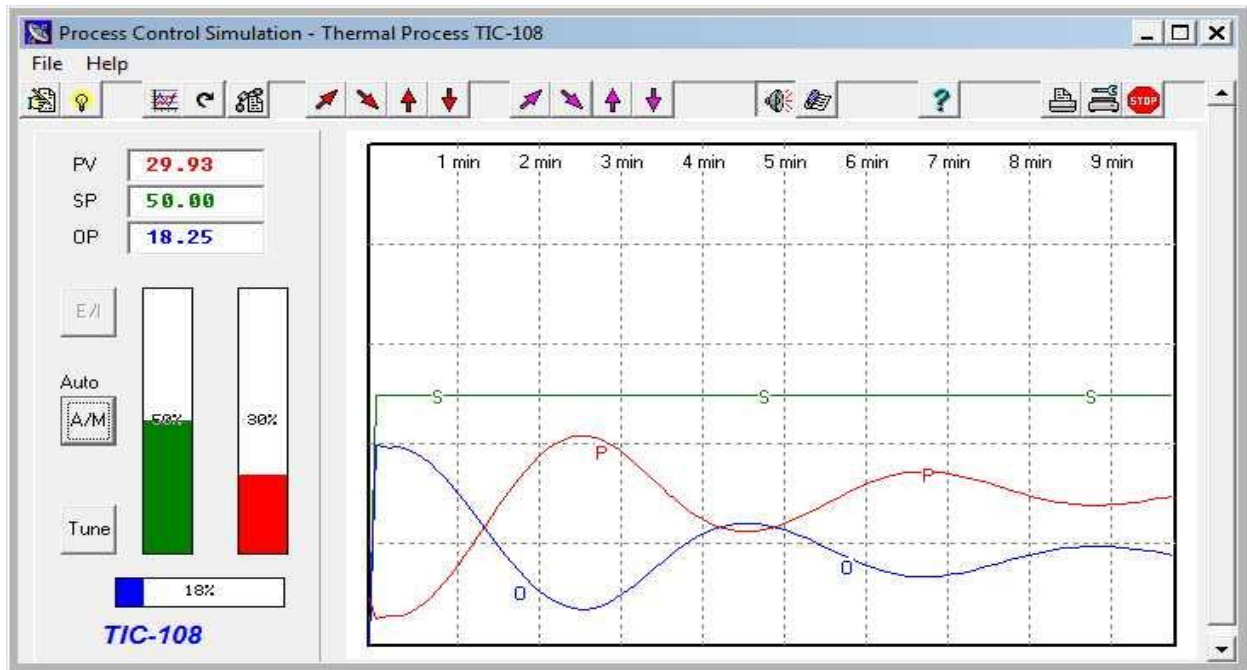 Process Control Simulation - Thermal Process TIC-108
File Help
STOP
PV 29.93
SP 50.00
OP 18.25
E/I
Auto
A/M
Tune
50%
30%
18%
TIC-108
1 min 2 min 3 min 4 min 5 min 6 min 7 min 8 min 9 min
S S S
P P
O O